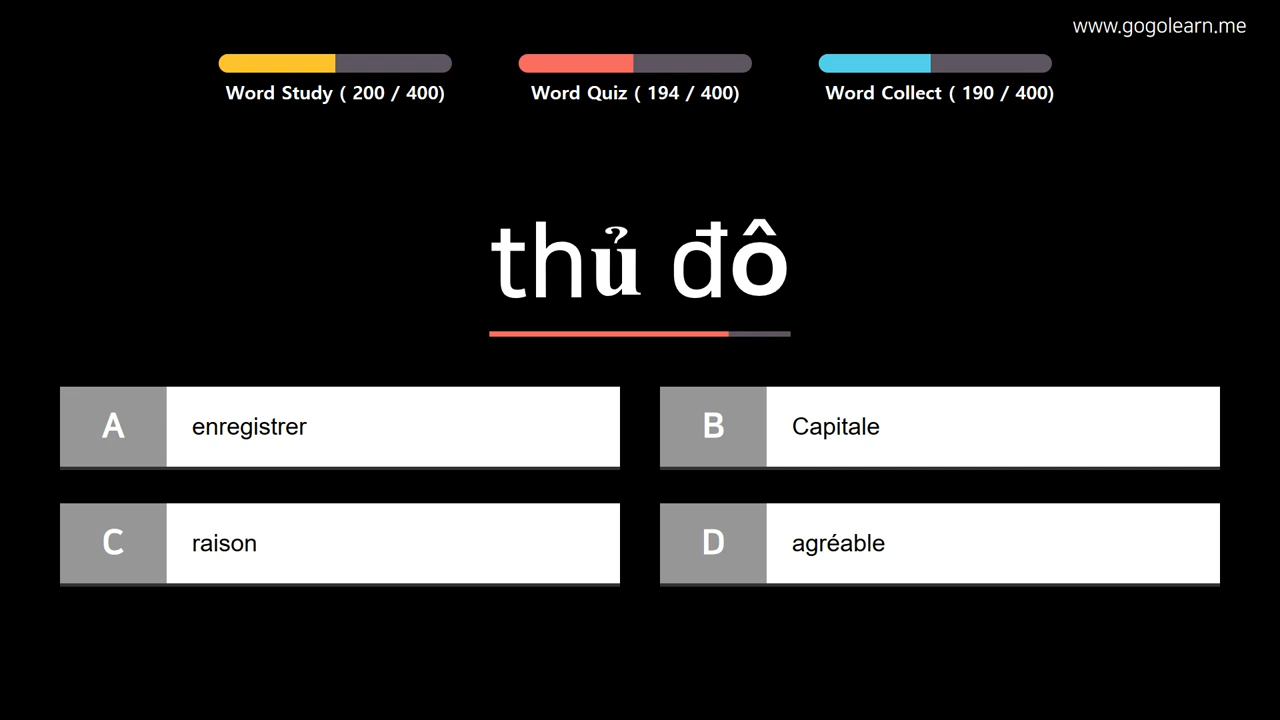 www.gogolearn.me
Word Study ( 200 / 400)
Word Quiz ( 194 / 400)
Word Collect ( 190 / 400)
thủ đô
A enregistrer
B Capitale
C raison
D agréable